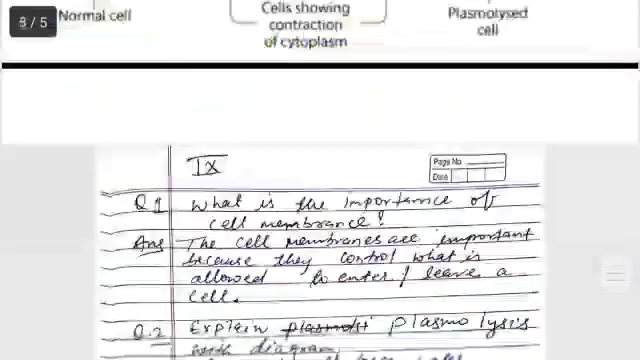 3 / 5
Normal cell
Cells showing
contraction
of cytoplasm
Plasmolysed
cell
IX
Page No
Date
Q 1 What is the importance of
cell membrance?
Ans The cell membranes are important
because they control what is
allowed to enter / leave a
cell.
Q.2 Explain plasmolysis
with diagram